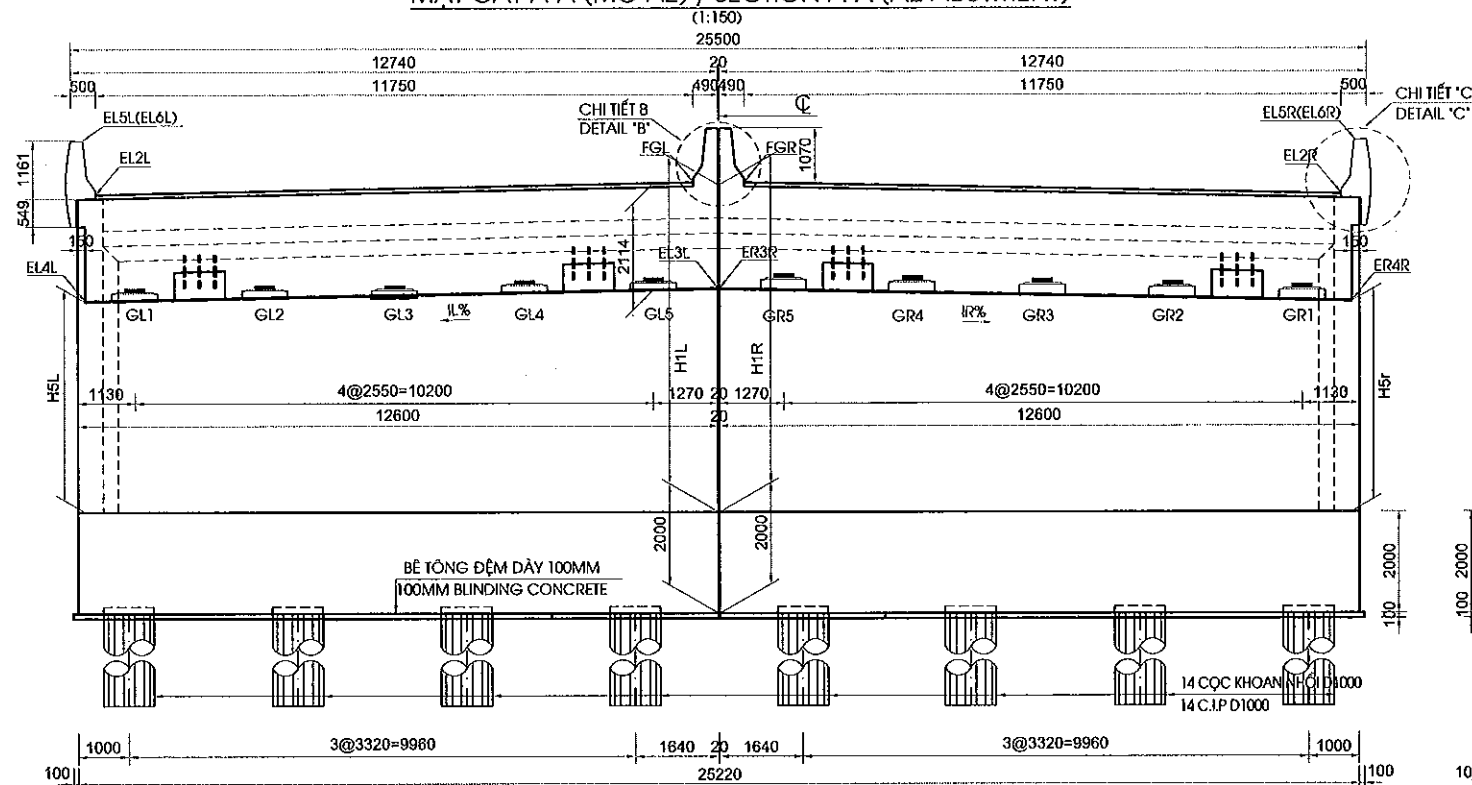 (1:150)
25500
12740 20 12740
500 11750 490 490 11750 500
CHI TIẾT B
DETAIL "B"
℄
CHI TIẾT "C
DETAIL "C"
EL5L(EL6L)
EL5R(EL6R)
FGL FGR
1070
EL2L
EL2R
1161
549
150
150
2114
EL4L
EL3L ER3R
ER4R
GL1 GL2 GL3 IL% GL4 GL5 GR5 GR4 IR% GR3 GR2 GR1
H5L
H1L
H1R
H5r
1130 4@2550=10200 1270 20 1270 4@2550=10200 1130
12600 20 12600
2000
2000
2000
100
2000
100
BÊ TÔNG ĐỆM DÀY 100MM
100MM BLINDING CONCRETE
14 CỌC KHOAN NHỒI D1000
14 C.I.P D1000
1000 3@3320=9960 1640 20 1640 3@3320=9960 1000
100 25220 100